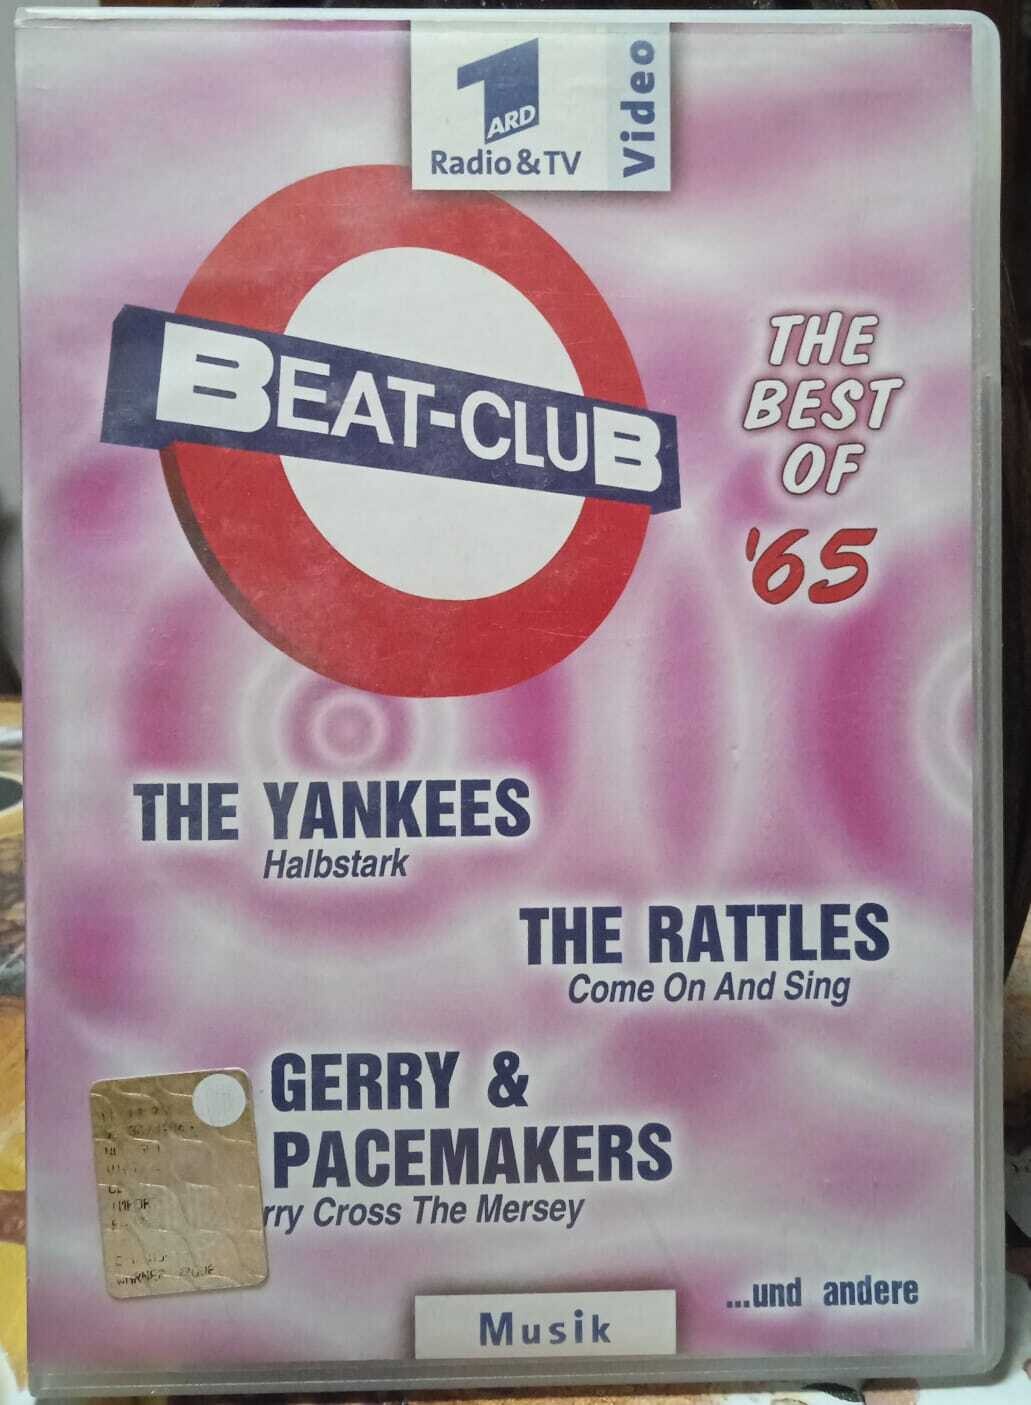 1
ARD
Radio & TV
Video
BEAT-CLUB
THE
BEST
OF
'65
THE YANKEES
Halbstark
THE RATTLES
Come On And Sing
GERRY &
PACEMAKERS
rry Cross The Mersey
WARNER
...und andere
Musik